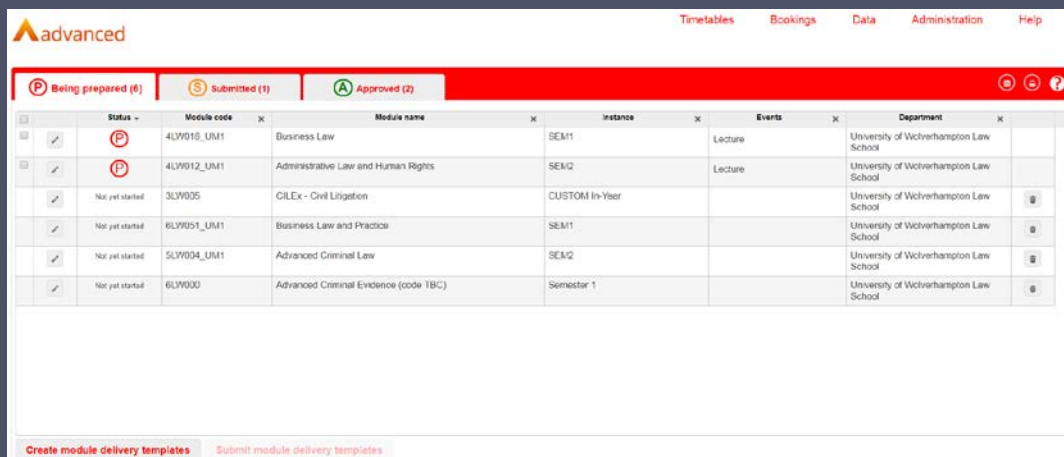 advanced
Timetables Bookings Data Administration Help
P Being prepared (6) S Submitted (1) A Approved (2) ?
Status Module code Module name Instance Events Department
P 4LW016_UM1 Business Law SEM1 Lecture University of Wolverhampton Law
School
P 4LW012_UM1 Administrative Law and Human Rights SEM2 Lecture University of Wolverhampton Law
School
Not yet started 3LW005 CILEx - Civil Litigation CUSTOM In-Year University of Wolverhampton Law
School
Not yet started 6LW051_UM1 Business Law and Practice SEM1 University of Wolverhampton Law
School
Not yet started 5LW004_UM1 Advanced Criminal Law SEM2 University of Wolverhampton Law
School
Not yet started 6LW000 Advanced Criminal Evidence (code TBC) Semester 1 University of Wolverhampton Law
School
Create module delivery templates Submit module delivery templates